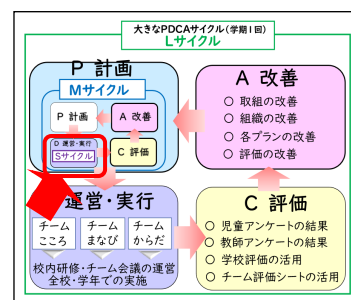 大きなPDCAサイクル(学期1回)
Lサイクル
P 計画
Mサイクル
P 計画
A 改善
D 運営・実行
Sサイクル
C 評価
A 改善
○ 取組の改善
○ 組織の改善
○ 各プランの改善
○ 評価の改善
運営・実行
チーム
こころ
チーム
まなび
チーム
からだ
校内研修・チーム会議の運営
全校・学年での実施
C 評価
○ 児童アンケートの結果
○ 教師アンケートの結果
○ 学校評価の活用
○ チーム評価シートの活用